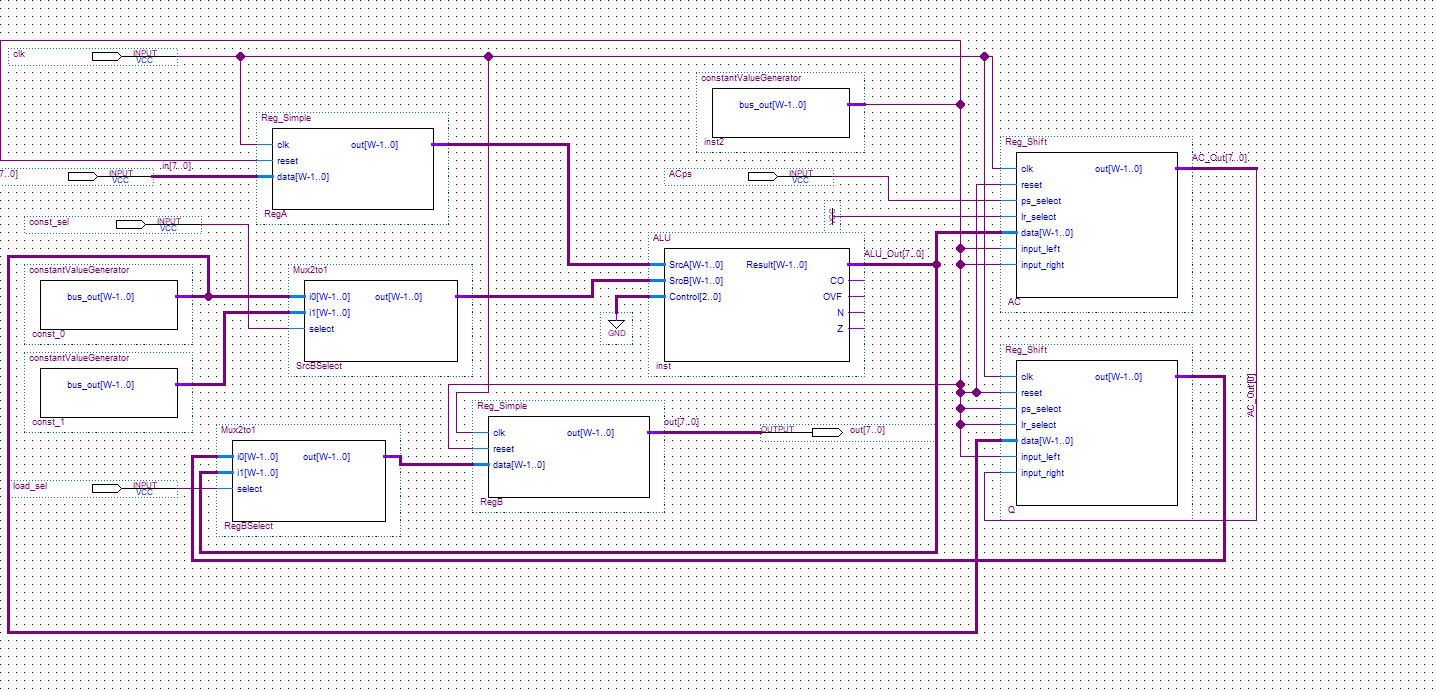 clk
INPUT
VCC
constantValueGenerator
bus_out[W-1..0]
inst2
Reg_Simple
clk
out[W-1..0]
reset
data[W-1..0]
RegA
7..0]
INPUT
VCC
in[7..0]
ACps
INPUT
VCC
VCC
Reg_Shift
clk
out[W-1..0]
reset
ps_select
lr_select
data[W-1..0]
input_left
input_right
AC
AC_Out[7..0]
const_sel
INPUT
VCC
ALU
SrcA[W-1..0]
Result[W-1..0]
SrcB[W-1..0]
CO
Control[2..0]
OVF
N
Z
inst
ALU_Out[7..0]
GND
constantValueGenerator
bus_out[W-1..0]
const_0
Mux2to1
i0[W-1..0]
out[W-1..0]
i1[W-1..0]
select
SrcBSelect
constantValueGenerator
bus_out[W-1..0]
const_1
Reg_Shift
clk
out[W-1..0]
reset
ps_select
lr_select
data[W-1..0]
input_left
input_right
Q
AC_Out[0]
Mux2to1
i0[W-1..0]
out[W-1..0]
i1[W-1..0]
select
RegBSelect
load_sel
INPUT
VCC
Reg_Simple
clk
out[W-1..0]
reset
data[W-1..0]
RegB
out[7..0]
OUTPUT
out[7..0]